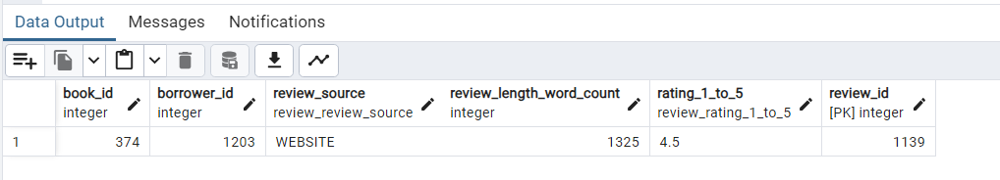 Data Output Messages Notifications
book_id borrower_id review_source review_length_word_count rating_1_to_5 review_id
integer integer review_review_source integer review_rating_1_to_5 [PK] integer
1 374 1203 WEBSITE 1325 4.5 1139